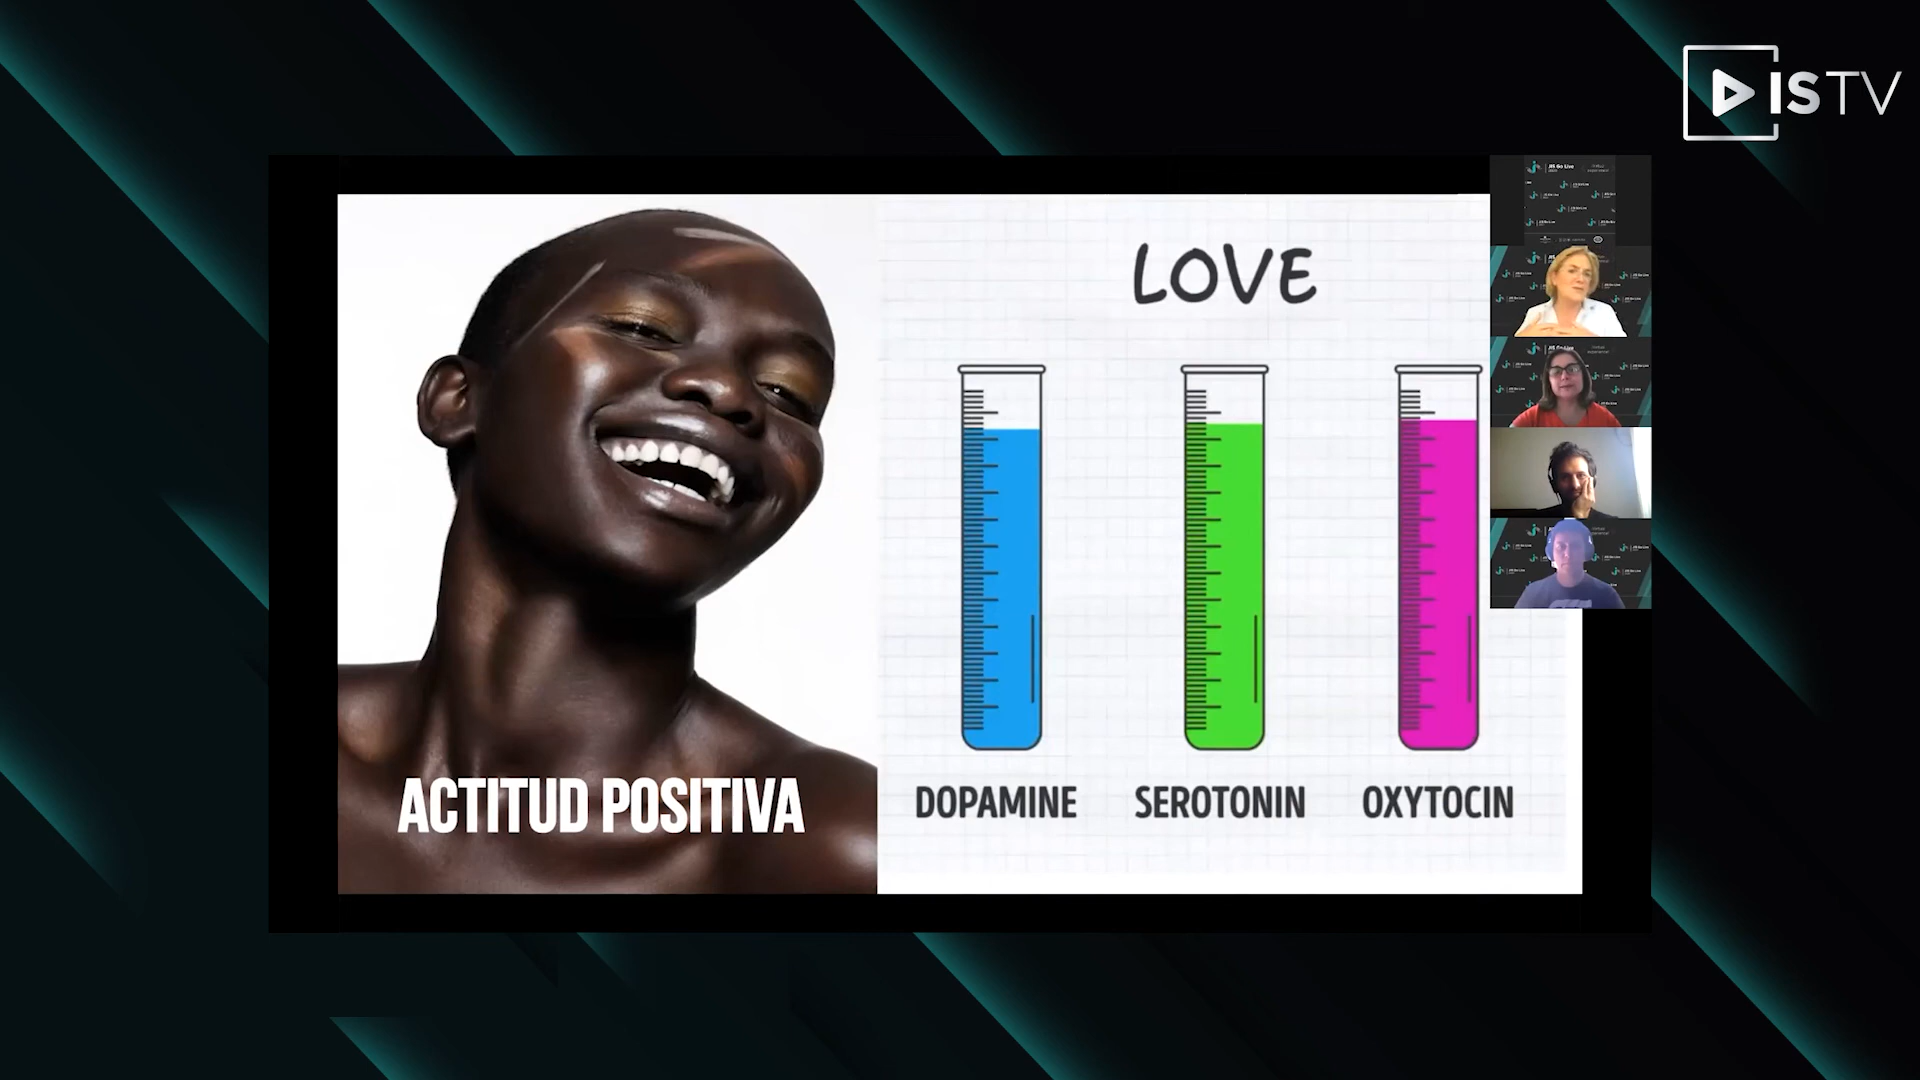 ISTV
LOVE
ACTITUD POSITIVA
DOPAMINE
SEROTONIN
OXYTOCIN